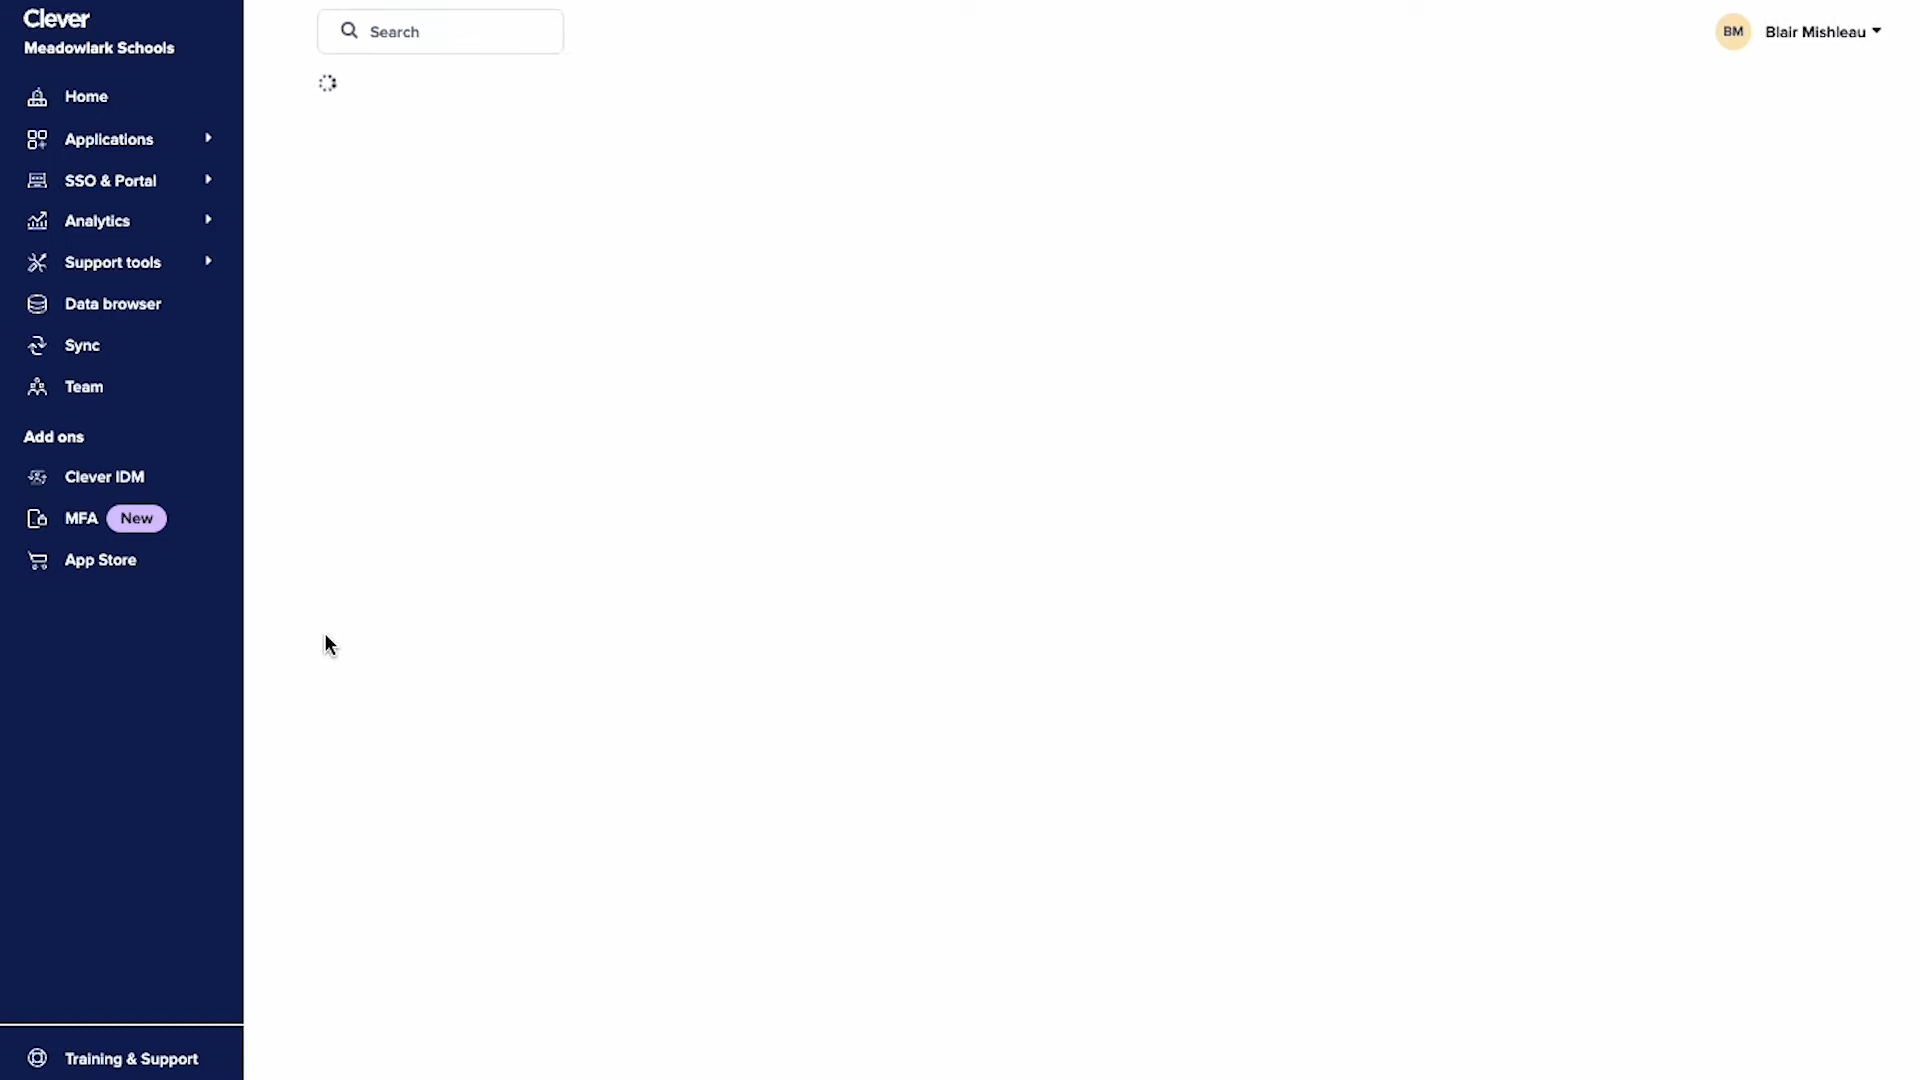 Clever
Meadowlark Schools
Home
Applications
SSO & Portal
Analytics
Support tools
Data browser
Sync
Team
Add ons
Clever IDM
MFA New
App Store
Training & Support
Search
BM Blair Mishleau